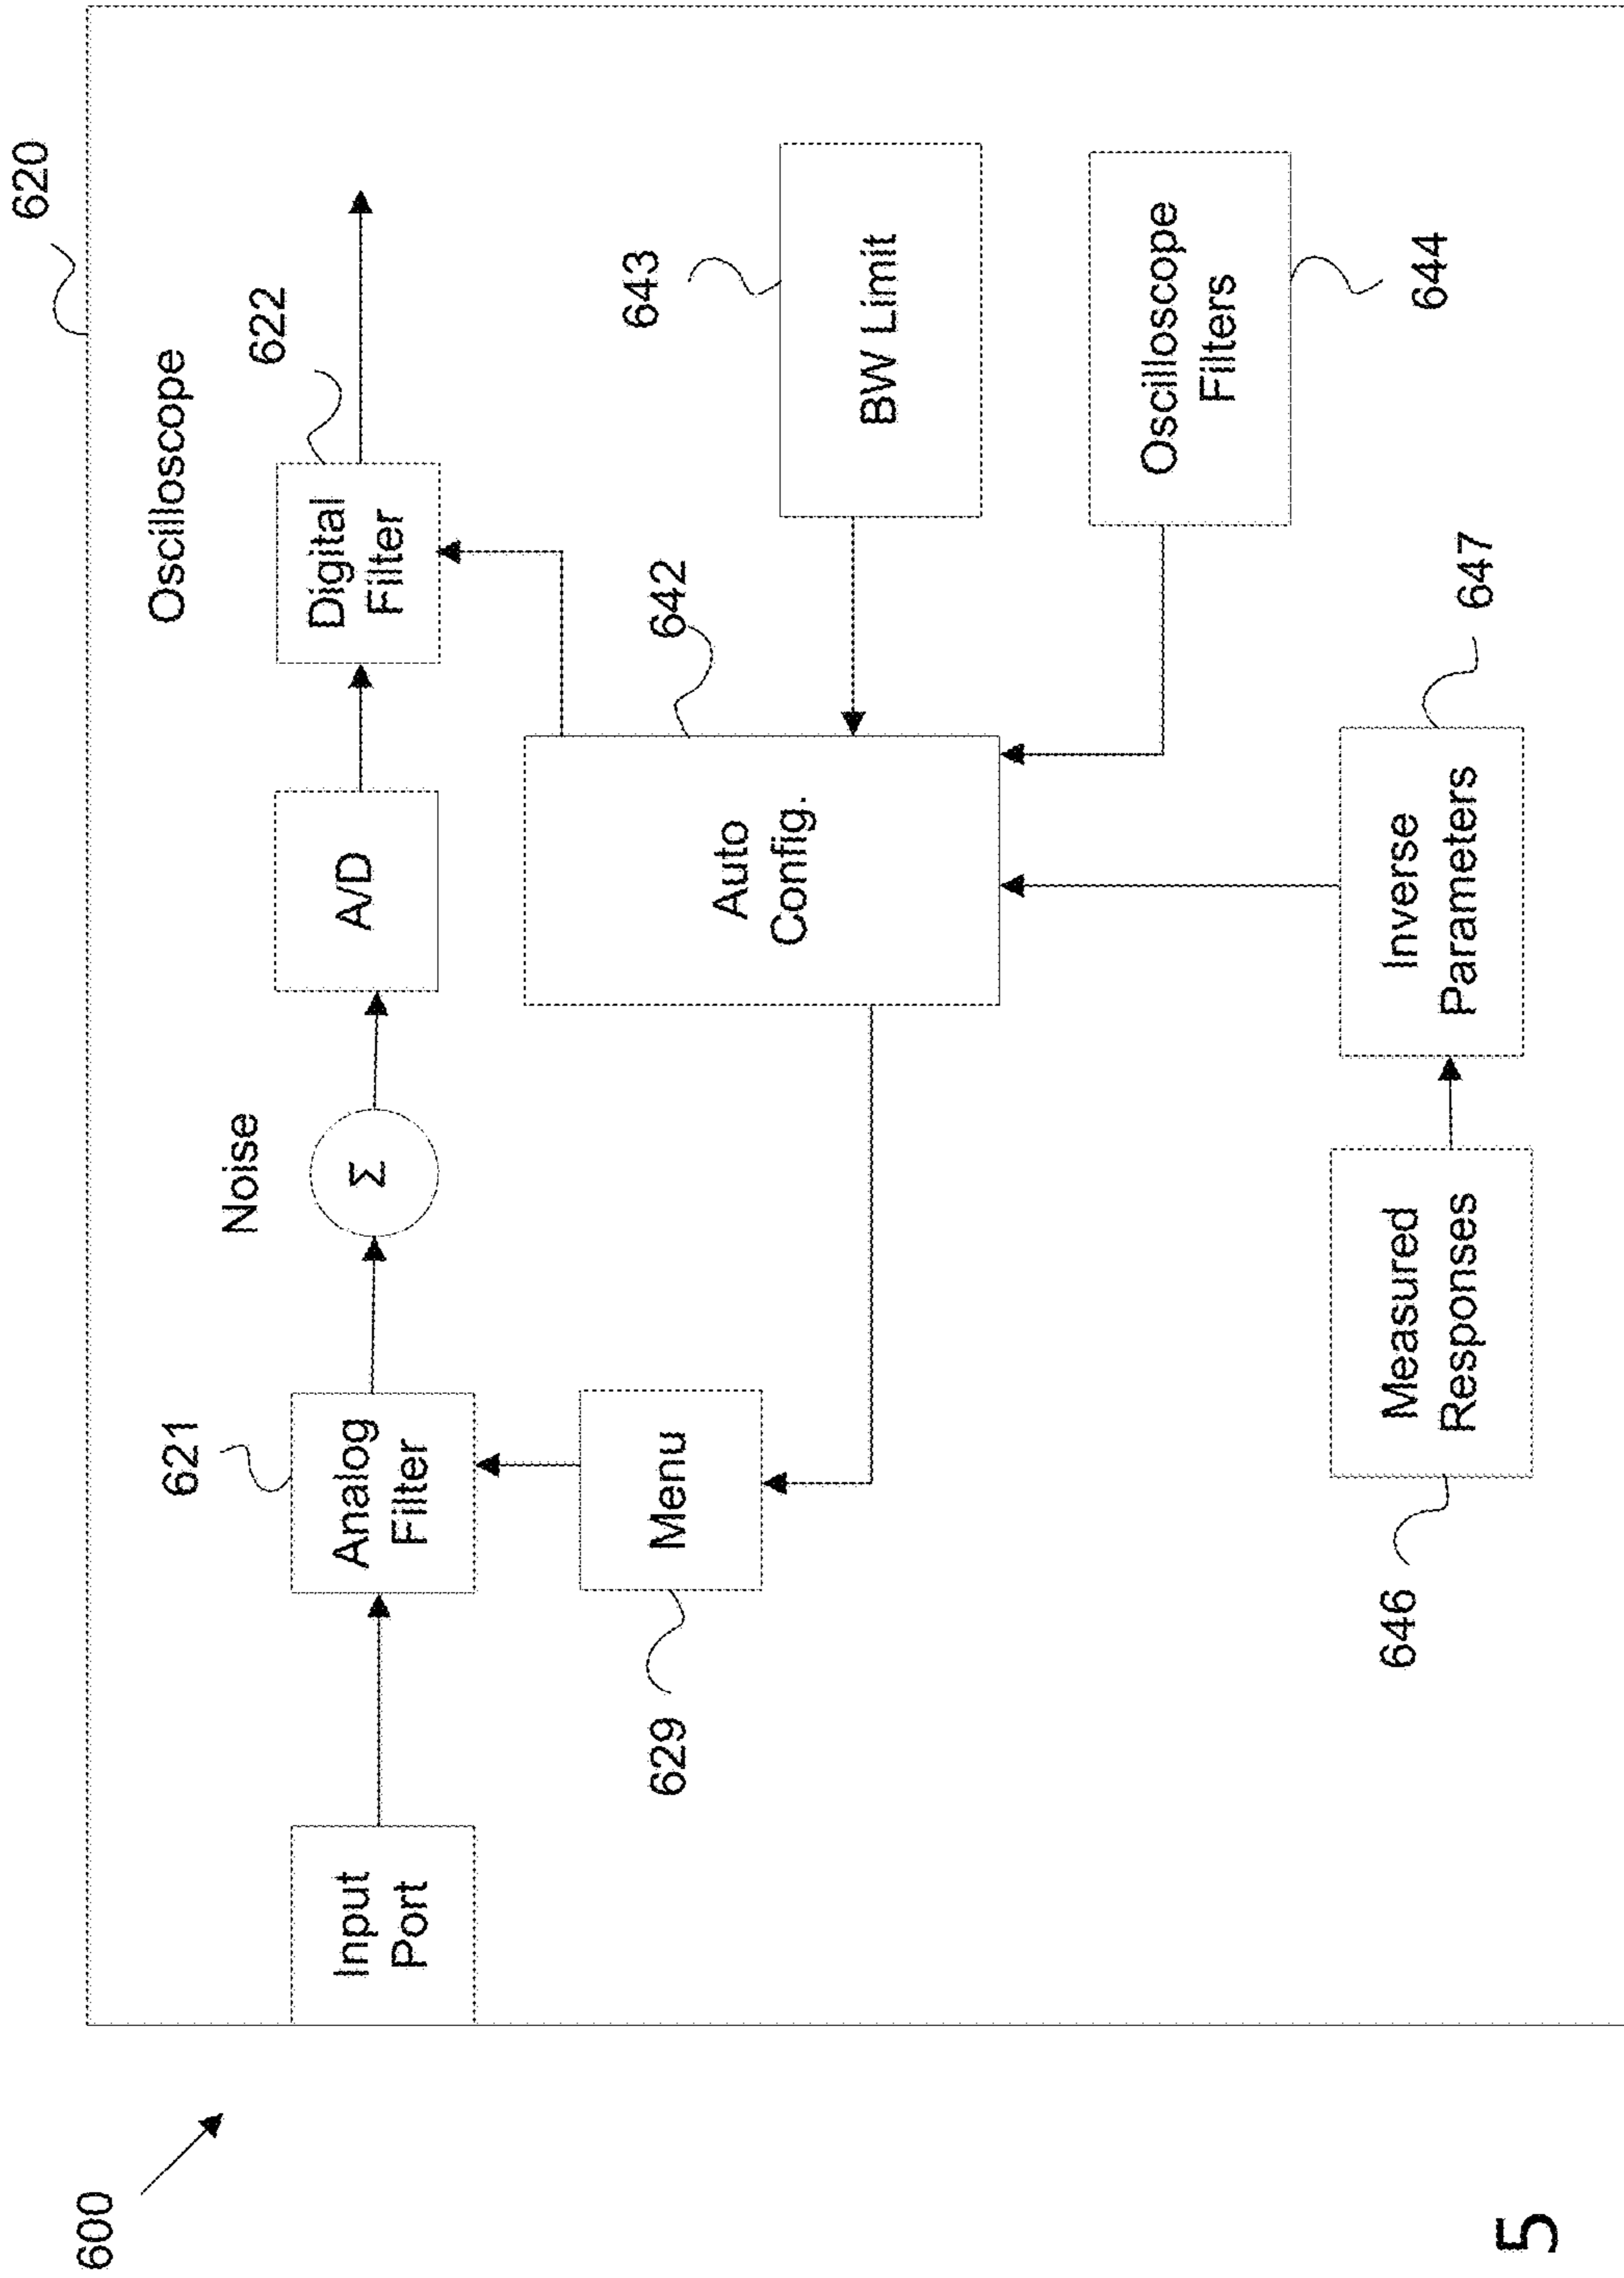 600
620
Oscilloscope
Input
Port
621
Analog
Filter
Noise
Σ
A/D
622
Digital
Filter
629
Menu
642
Auto
Config.
643
BW Limit
644
Oscilloscope
Filters
646
Measured
Responses
647
Inverse
Parameters
5